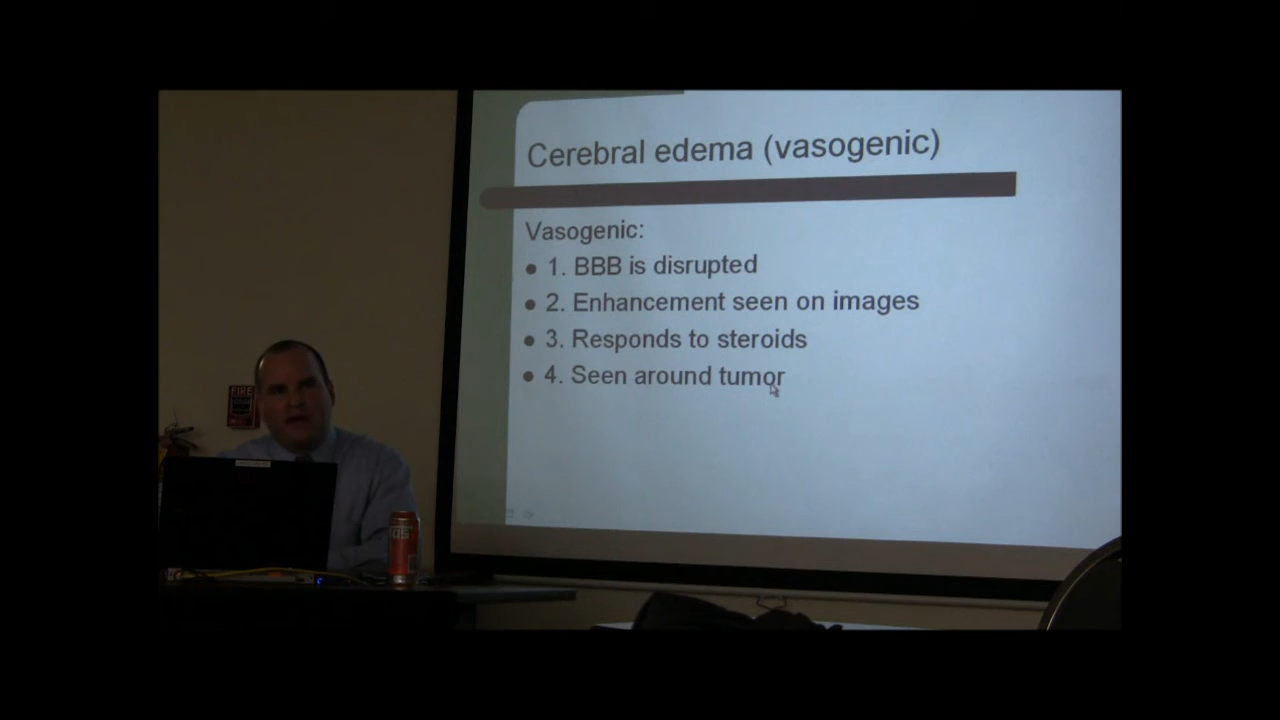 Cerebral edema (vasogenic)
Vasogenic:
● 1. BBB is disrupted
● 2. Enhancement seen on images
● 3. Responds to steroids
● 4. Seen around tumor
FIRE